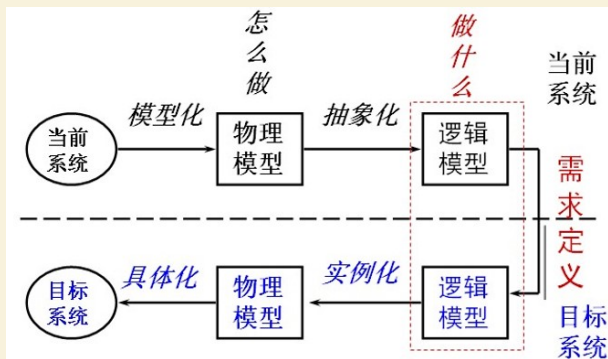 怎么做
做什么
当前
系统
模型化
抽象化
当前
系统
物理
模型
逻辑
模型
需求定义
具体化
实例化
目标
系统
物理
模型
逻辑
模型
目标
系统